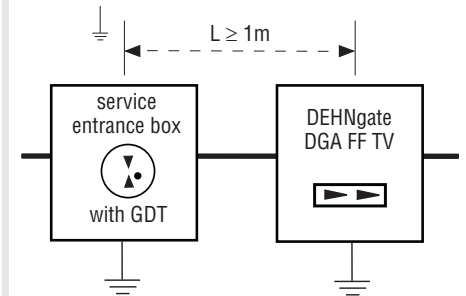 L ≥ 1m
service
entrance box
with GDT
DEHNgate
DGA FF TV